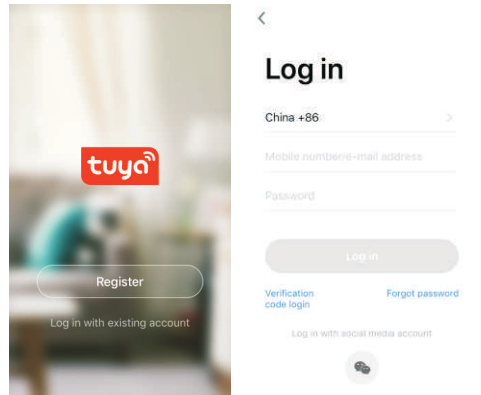 tuya
Register
Log in with existing account
Log in
China +86
Mobile number/e-mail address
Password
Log in
Verification
code login
Forgot password
Log in with social media account